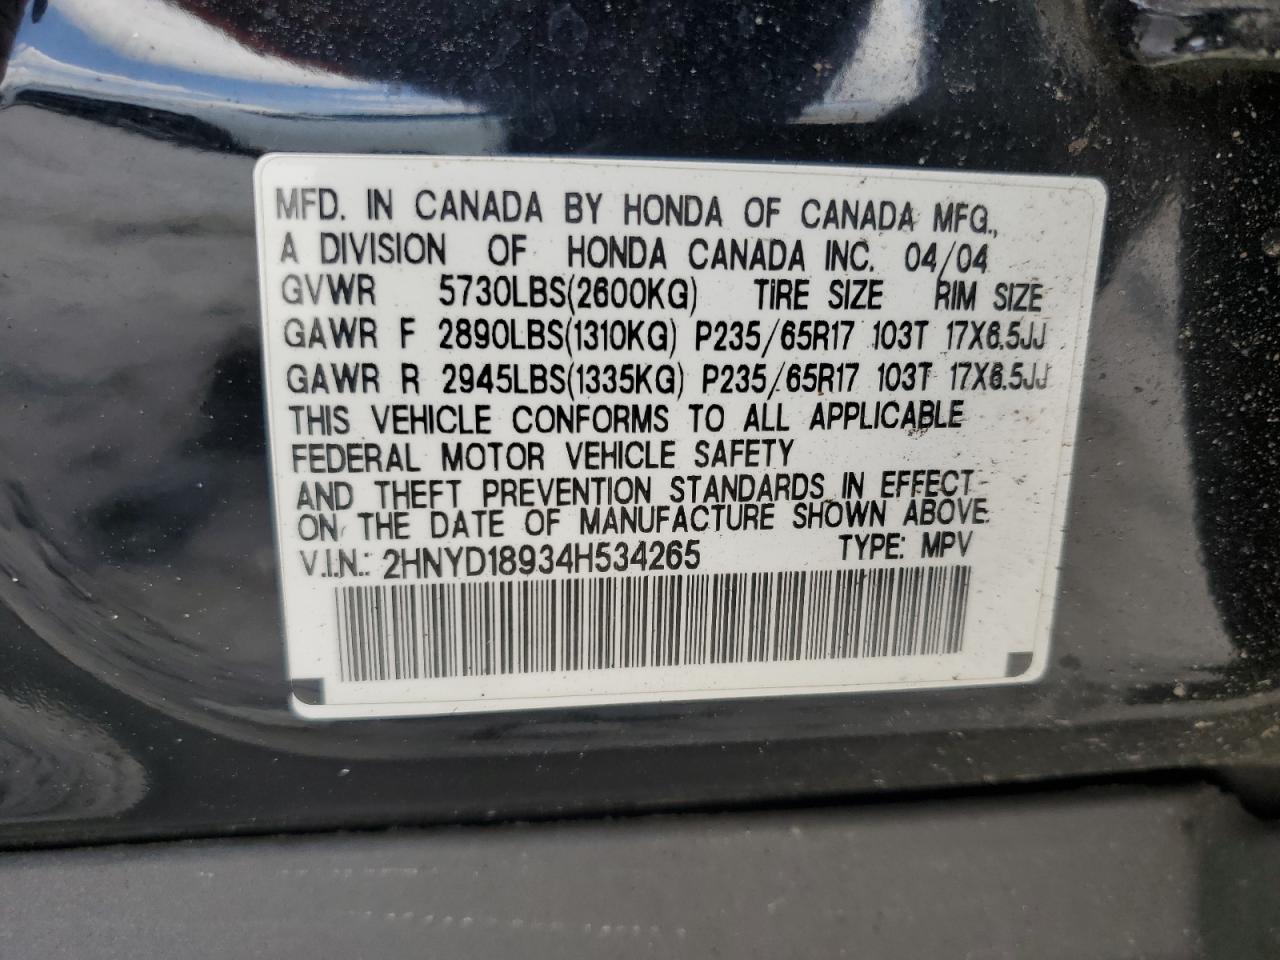 MFD. IN CANADA BY HONDA OF CANADA MFG.,
A DIVISION OF HONDA CANADA INC. 04/04
GVWR 5730LBS(2600KG) TIRE SIZE RIM SIZE
GAWR F 2890LBS(1310KG) P235/65R17 103T 17X6.5JJ
GAWR R 2945LBS(1335KG) P235/65R17 103T 17X6.5JJ
THIS VEHICLE CONFORMS TO ALL APPLICABLE
FEDERAL MOTOR VEHICLE SAFETY
AND THEFT PREVENTION STANDARDS IN EFFECT
ON THE DATE OF MANUFACTURE SHOWN ABOVE.
V.I.N.: 2HNYD18934H534265 TYPE: MPV